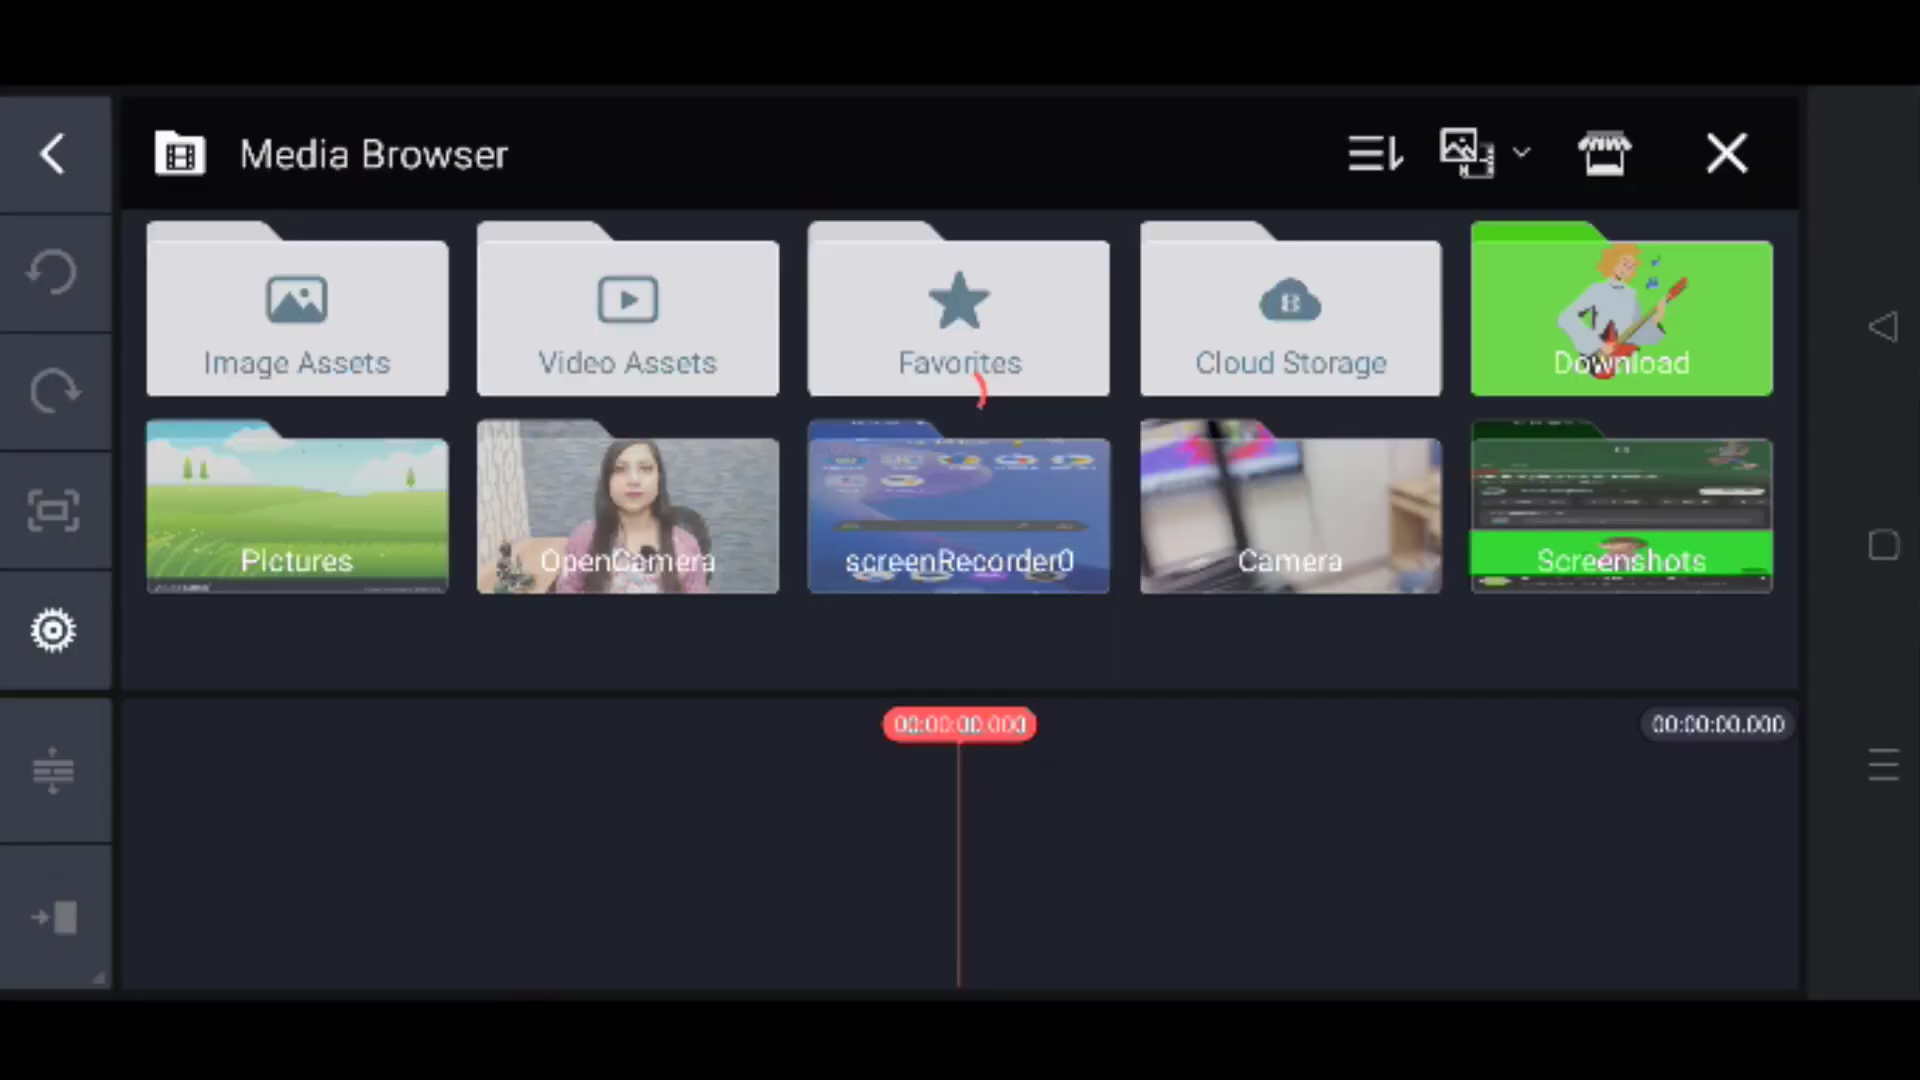 Media Browser
Image Assets
Video Assets
Favorites
Cloud Storage
Download
Pictures
OpenCamera
screenRecorder0
Camera
Screenshots
00:00:00.000
00:00:00.000